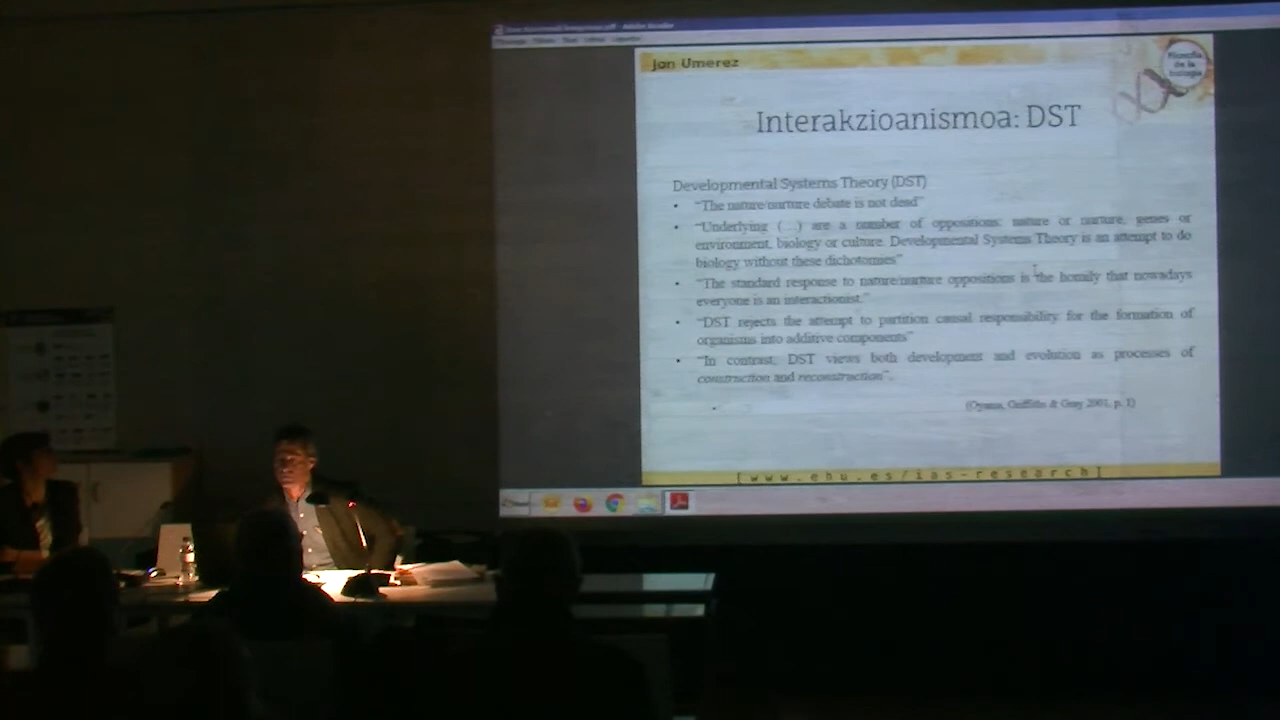 Jon Umerez
filosofia
de la
biologia
Interakzioanismoa: DST
Developmental Systems Theory (DST)
• "The nature/nurture debate is not dead"
• "Underlying (...) are a number of oppositions: nature or nurture, genes or
environment, biology or culture. Developmental Systems Theory is an attempt to do
biology without these dichotomies"
• "The standard response to nature/nurture oppositions is the homily that nowadays
everyone is an interactionist."
• "DST rejects the attempt to partition causal responsibility for the formation of
organisms into additive components"
• "In contrast, DST views both development and evolution as processes of
construction and reconstruction".
(Oyama, Griffiths & Gray 2001, p. 1)
[www.ehu.es/ias-research]